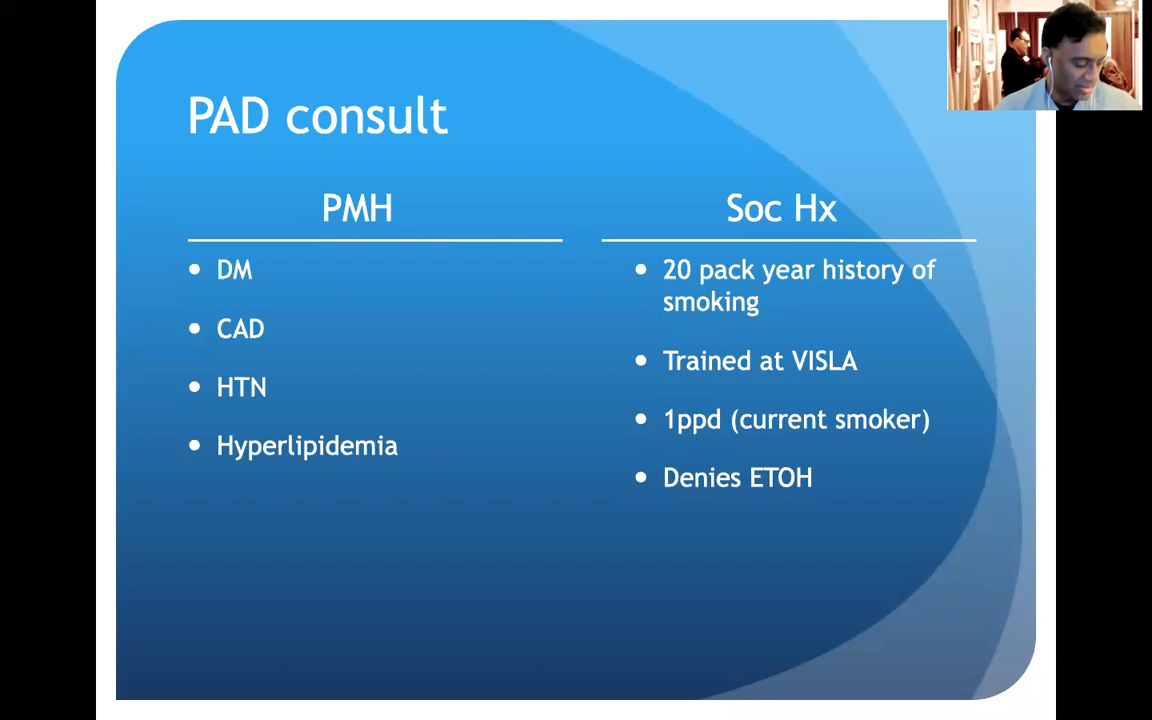 PAD consult
PMH
DM
CAD
HTN
Hyperlipidemia
Soc Hx
20 pack year history of
smoking
Trained at VISLA
1ppd (current smoker)
Denies ETOH